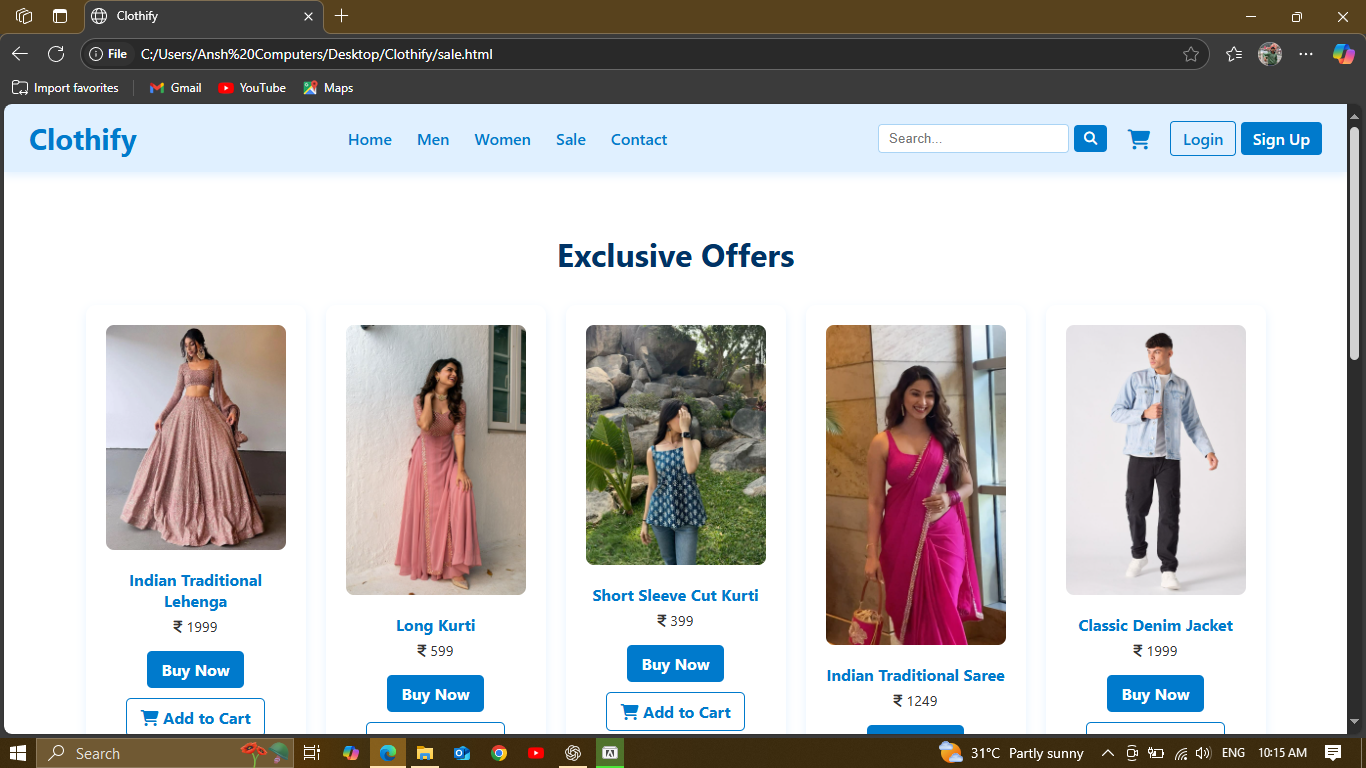 Clothify
File C:/Users/Ansh%20Computers/Desktop/Clothify/sale.html
Import favorites Gmail YouTube Maps
Clothify Home Men Women Sale Contact Search... Login Sign Up
Exclusive Offers
Indian Traditional
Lehenga
₹ 1999
Buy Now
Add to Cart
Long Kurti
₹ 599
Buy Now
Short Sleeve Cut Kurti
₹ 399
Buy Now
Add to Cart
Indian Traditional Saree
₹ 1249
Classic Denim Jacket
₹ 1999
Buy Now
Search 31°C Partly sunny ENG 10:15 AM